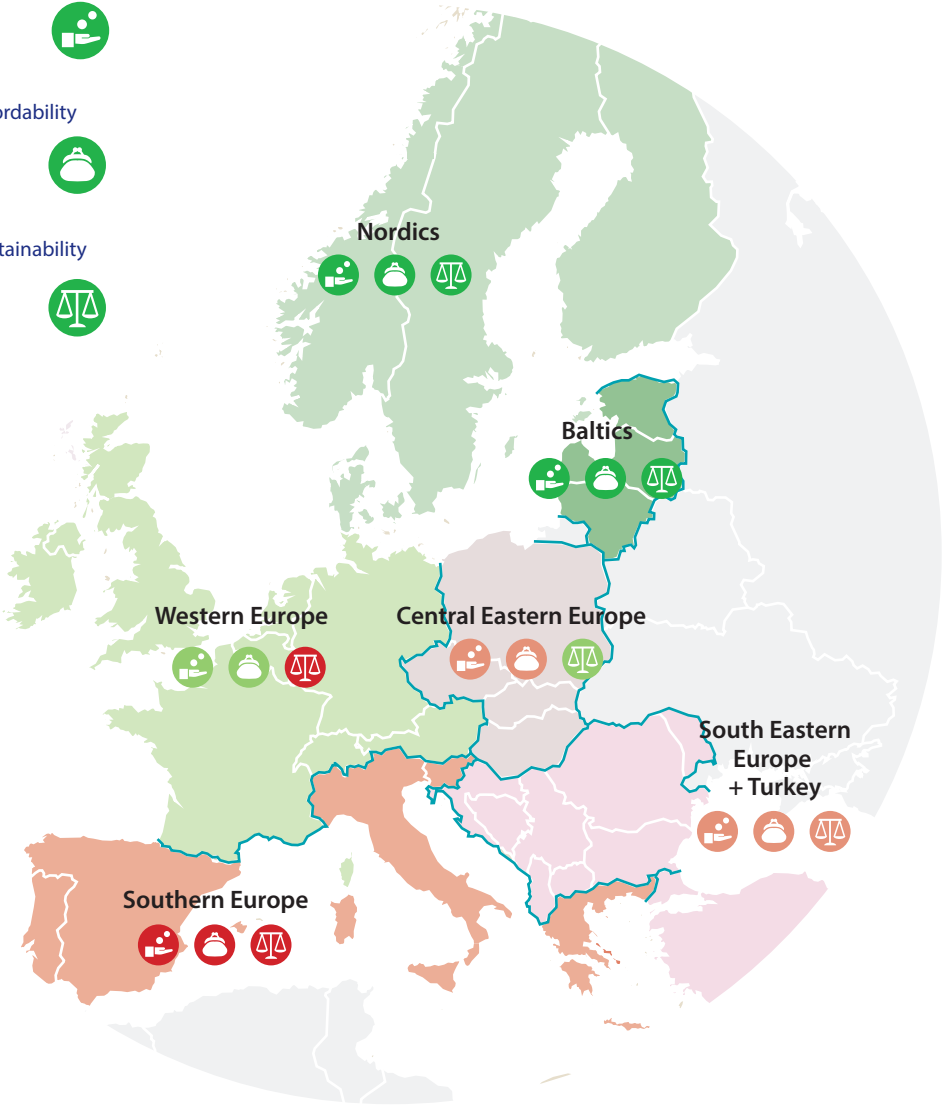 ordability
tainability
Nordics
Baltics
Western Europe
Central Eastern Europe
South Eastern
Europe
+ Turkey
Southern Europe